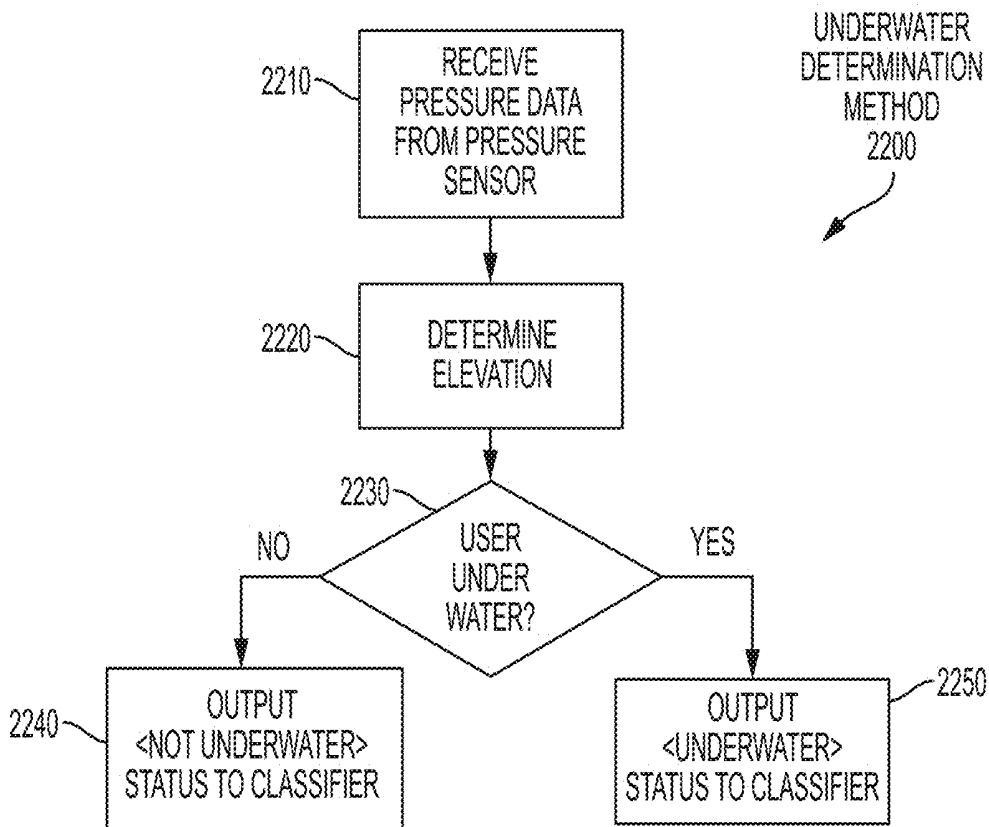 UNDERWATER
DETERMINATION
METHOD
2200
2210
RECEIVE
PRESSURE DATA
FROM PRESSURE
SENSOR
2220
DETERMINE
ELEVATION
2230
USER
UNDER
WATER?
NO
YES
2240
OUTPUT
<NOT UNDERWATER>
STATUS TO CLASSIFIER
2250
OUTPUT
<UNDERWATER>
STATUS TO CLASSIFIER